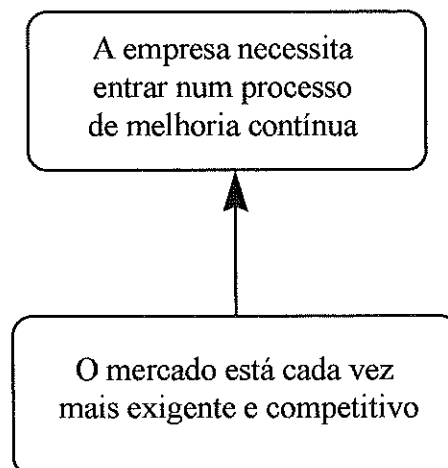 A empresa necessita
entrar num processo
de melhoria contínua
O mercado está cada vez
mais exigente e competitivo